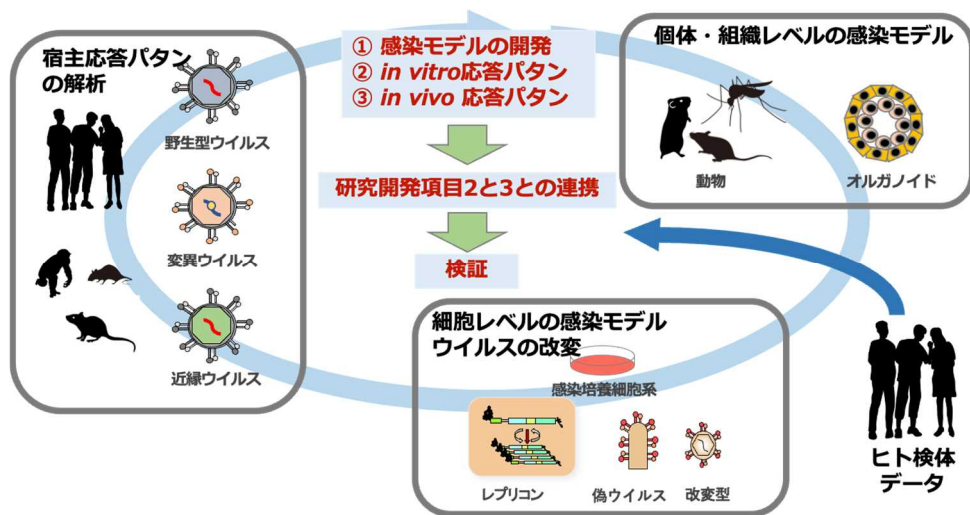 宿主応答パタン
の解析
野生型ウイルス
変異ウイルス
近縁ウイルス
① 感染モデルの開発
② in vitro応答パタン
③ in vivo 応答パタン
研究開発項目2と3との連携
検証
個体・組織レベルの感染モデル
動物
オルガノイド
細胞レベルの感染モデル
ウイルスの改変
感染培養細胞系
レプリコン
偽ウイルス
改変型
ヒト検体
データ